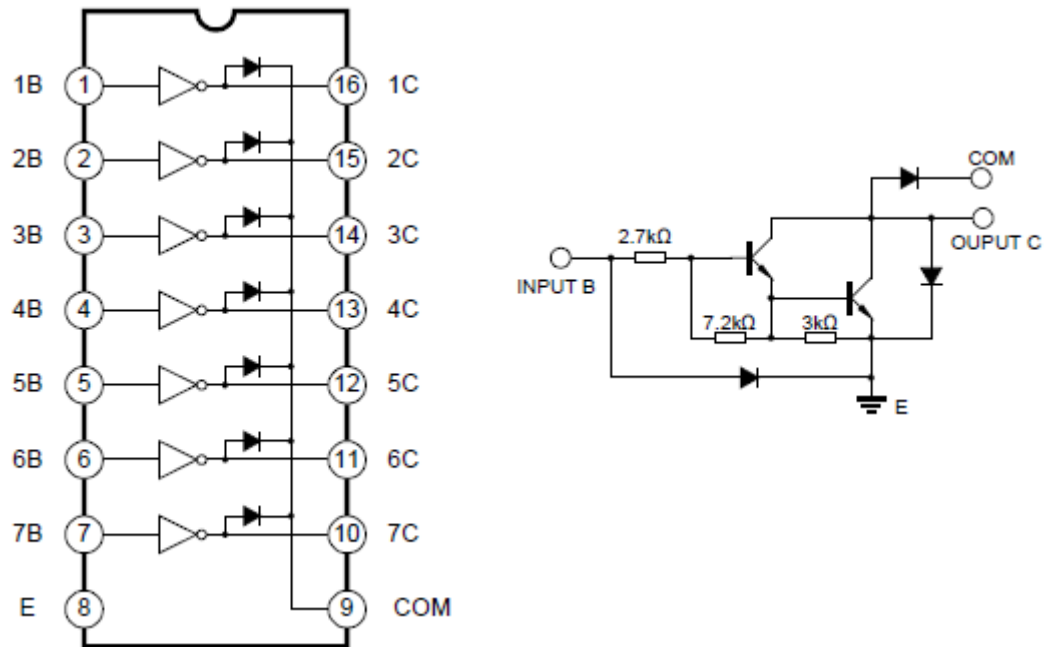 1B 1 16 1C
2B 2 15 2C
3B 3 14 3C
4B 4 13 4C
5B 5 12 5C
6B 6 11 6C
7B 7 10 7C
E 8 9 COM
COM
OUPUT C
2.7kΩ
INPUT B
7.2kΩ 3kΩ
E